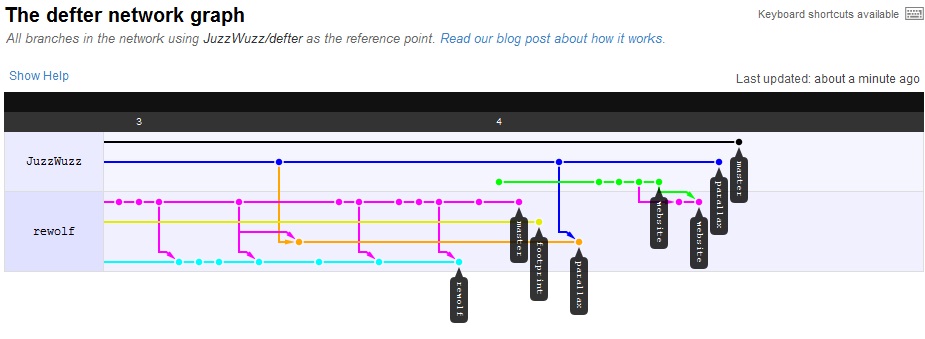 The defter network graph
Keyboard shortcuts available
All branches in the network using JuzzWuzz/defter as the reference point. Read our blog post about how it works.
Show Help
Last updated: about a minute ago
3 4
JuzzWuzz
master
parallax
website
website
rewolf
master
footprint
parallax
rewolf